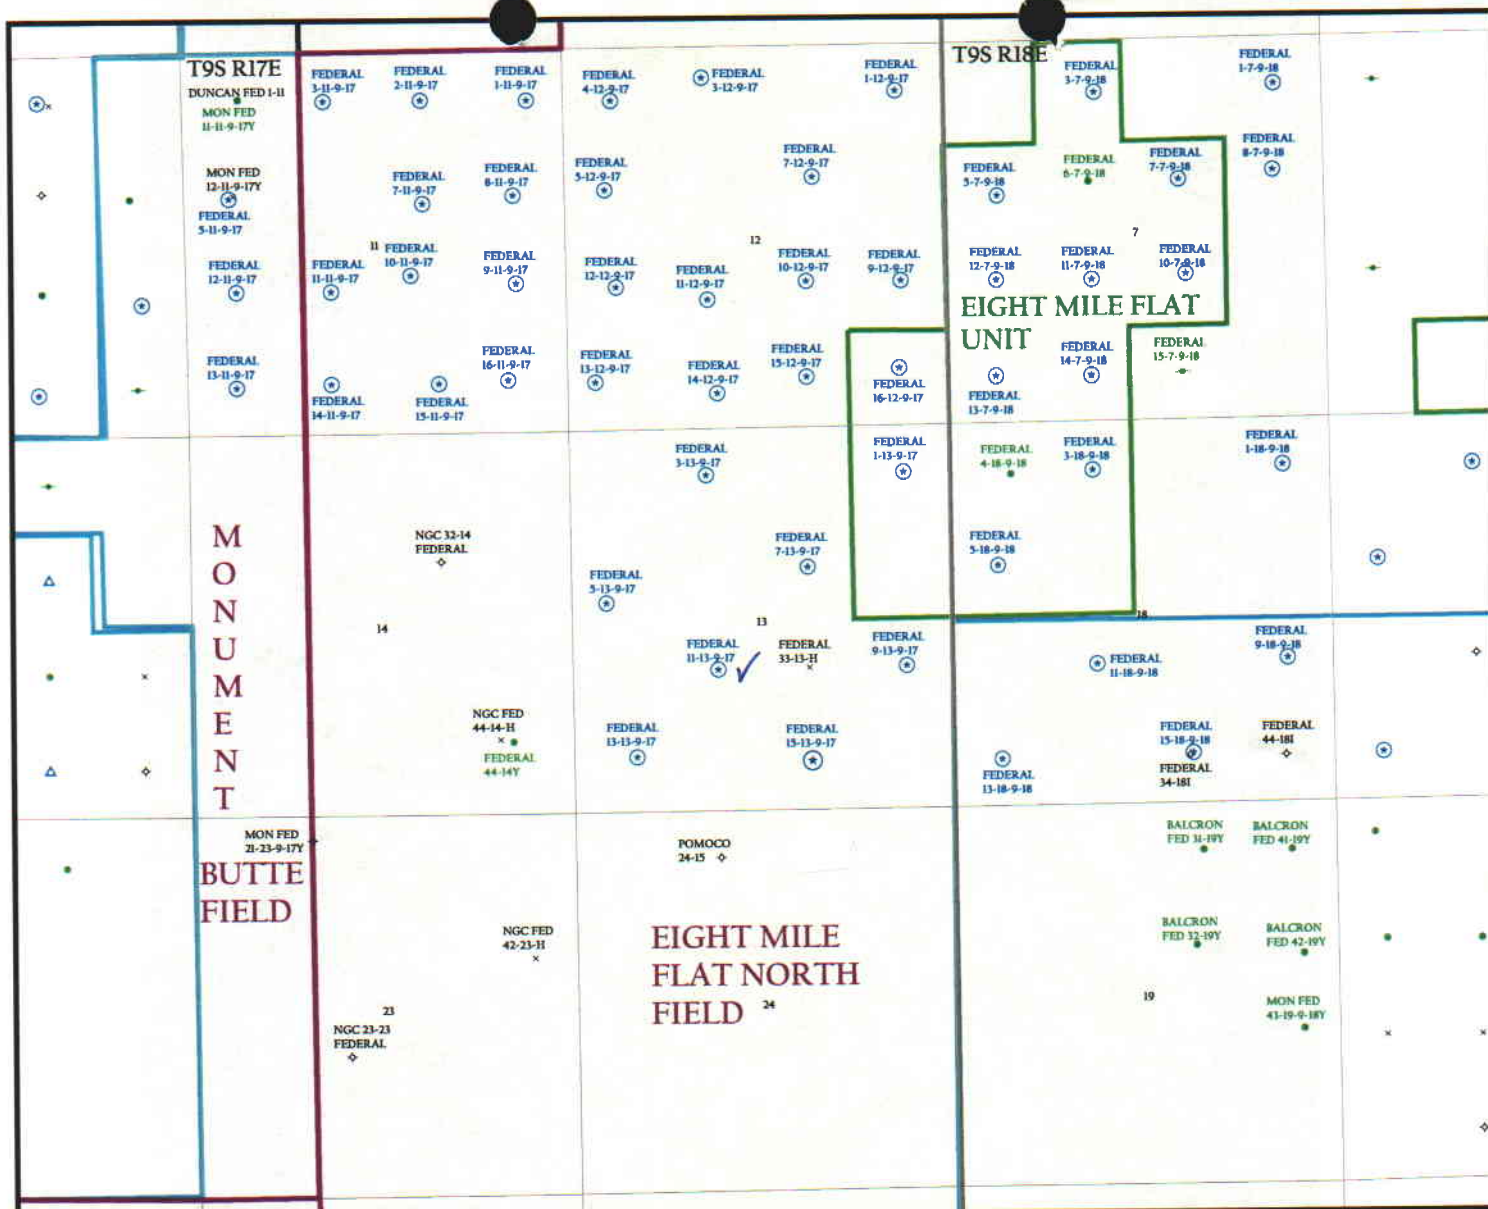 T9S R17E
DUNCAN FED 1-11
MON FED
11-11-9-17Y
MON FED
12-11-9-17Y
FEDERAL
5-11-9-17
FEDERAL
12-11-9-17
FEDERAL
13-11-9-17
FEDERAL
3-11-9-17
FEDERAL
2-11-9-17
FEDERAL
1-11-9-17
FEDERAL
7-11-9-17
FEDERAL
8-11-9-17
11
FEDERAL
11-11-9-17
FEDERAL
10-11-9-17
FEDERAL
9-11-9-17
FEDERAL
16-11-9-17
FEDERAL
14-11-9-17
FEDERAL
15-11-9-17
FEDERAL
4-12-9-17
FEDERAL
3-12-9-17
FEDERAL
1-12-9-17
FEDERAL
5-12-9-17
FEDERAL
7-12-9-17
12
FEDERAL
12-12-9-17
FEDERAL
11-12-9-17
FEDERAL
10-12-9-17
FEDERAL
9-12-9-17
FEDERAL
13-12-9-17
FEDERAL
14-12-9-17
FEDERAL
15-12-9-17
FEDERAL
16-12-9-17
T9S R18E
FEDERAL
3-7-9-18
FEDERAL
1-7-9-18
FEDERAL
5-7-9-18
FEDERAL
6-7-9-18
FEDERAL
7-7-9-18
FEDERAL
8-7-9-18
7
FEDERAL
12-7-9-18
FEDERAL
11-7-9-18
FEDERAL
10-7-9-18
EIGHT MILE FLAT
UNIT
FEDERAL
14-7-9-18
FEDERAL
15-7-9-18
FEDERAL
13-7-9-18
MONUMENT
BUTTE
FIELD
NGC 32-14
FEDERAL
14
NGC FED
44-14-H
FEDERAL
44-14Y
FEDERAL
3-13-9-17
FEDERAL
1-13-9-17
FEDERAL
7-13-9-17
FEDERAL
5-13-9-17
13
FEDERAL
11-13-9-17
FEDERAL
33-13-H
FEDERAL
9-13-9-17
FEDERAL
13-13-9-17
FEDERAL
15-13-9-17
FEDERAL
4-18-9-18
FEDERAL
3-18-9-18
FEDERAL
1-18-9-18
FEDERAL
5-18-9-18
18
FEDERAL
11-18-9-18
FEDERAL
9-18-9-18
FEDERAL
13-18-9-18
FEDERAL
15-18-9-18
FEDERAL
34-18I
FEDERAL
44-18I
MON FED
21-23-9-17Y
NGC FED
42-23-H
23
NGC 23-23
FEDERAL
POMOCO
24-15
EIGHT MILE
FLAT NORTH
FIELD
24
BALCRON
FED 31-19Y
BALCRON
FED 41-19Y
BALCRON
FED 32-19Y
BALCRON
FED 42-19Y
19
MON FED
43-19-9-18Y